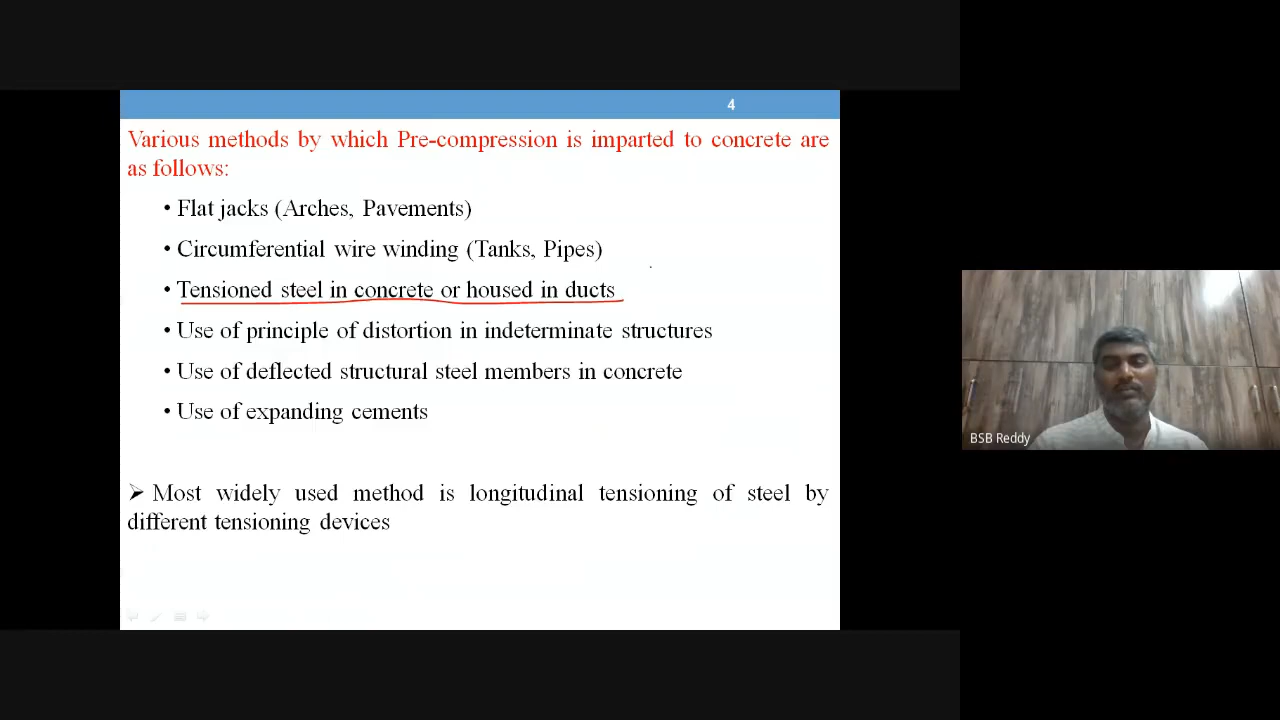 4
Various methods by which Pre-compression is imparted to concrete are
as follows:
• Flat jacks (Arches, Pavements)
• Circumferential wire winding (Tanks, Pipes)
• Tensioned steel in concrete or housed in ducts
• Use of principle of distortion in indeterminate structures
• Use of deflected structural steel members in concrete
• Use of expanding cements
➢ Most widely used method is longitudinal tensioning of steel by
different tensioning devices
BSB Reddy